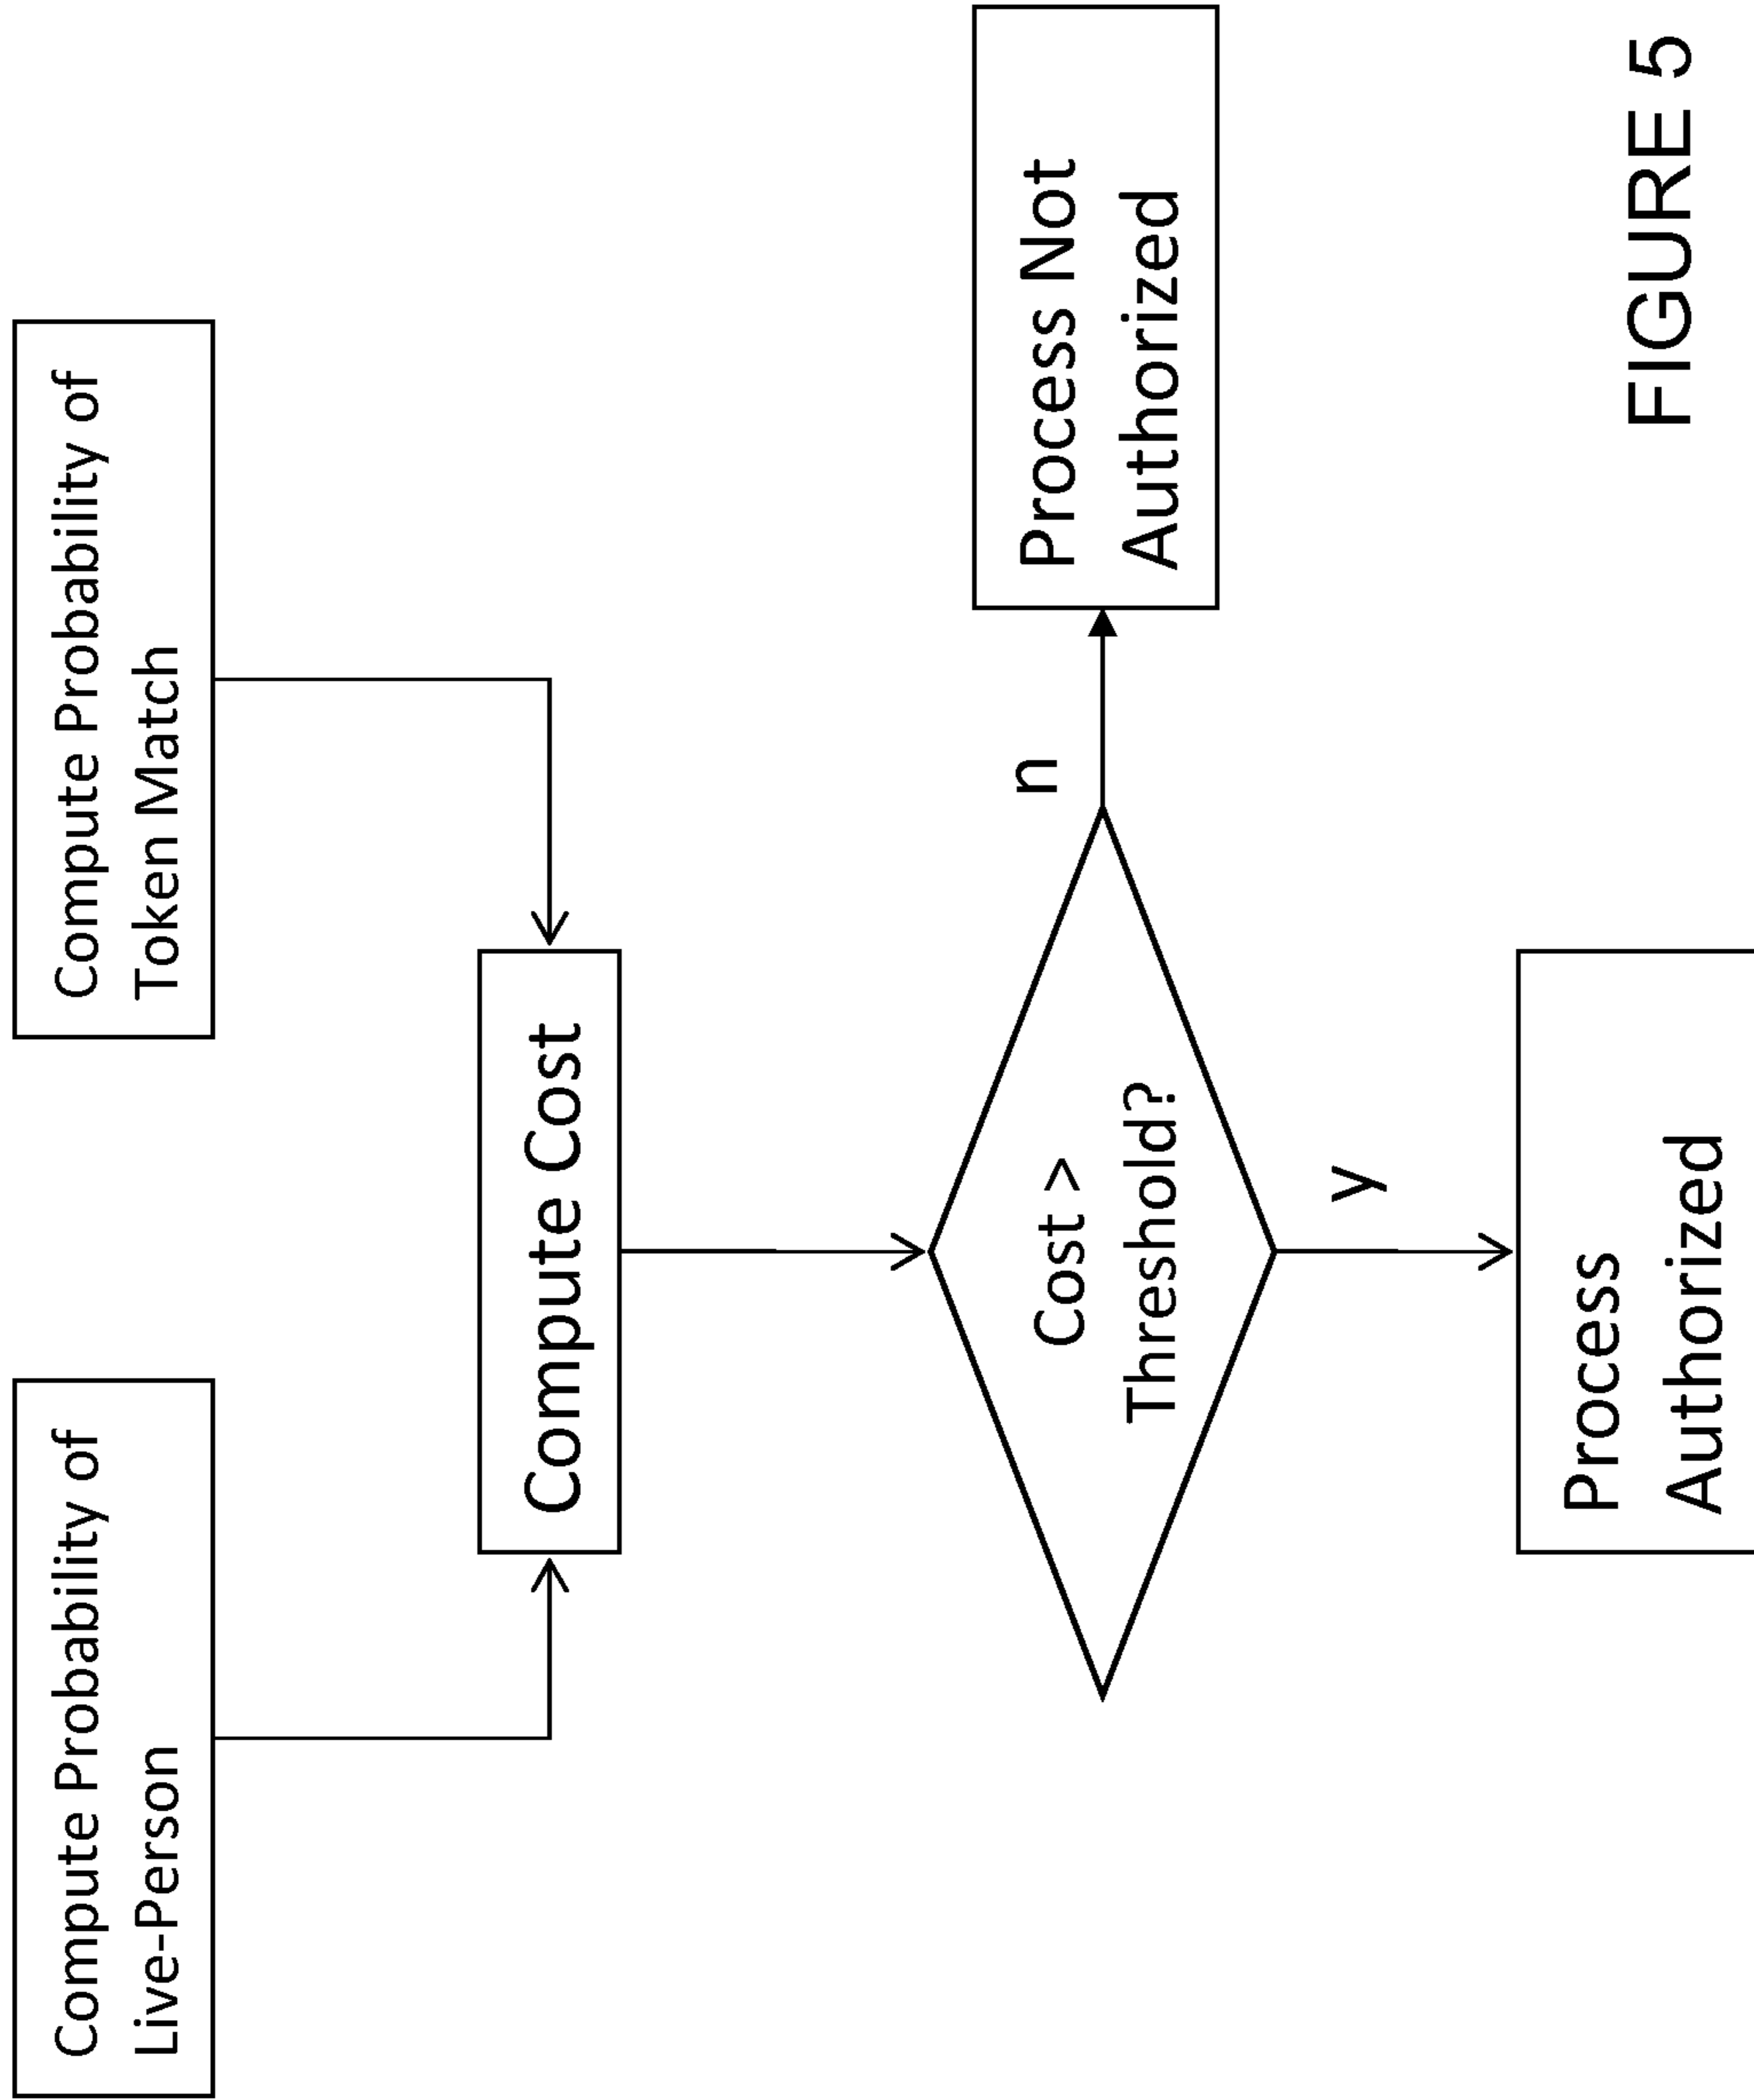 Compute Probability of
Live-Person
Compute Probability of
Token Match
Compute Cost
Cost >
Threshold?
n
Process Not
Authorized
y
Process
Authorized
FIGURE 5